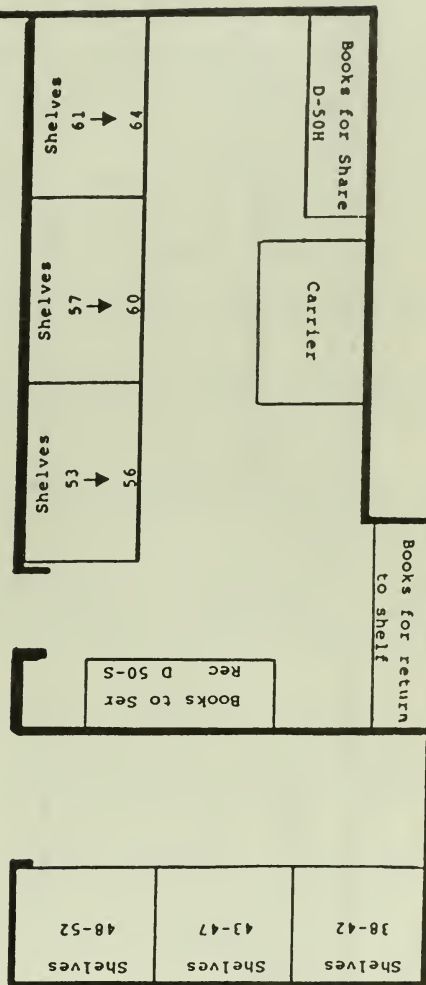 Books for Share
D-50H
Carrier
Books for return
to shelf
Shelves
61
64
Shelves
57
60
Shelves
53
56
Books to Ser
Rec D 50-S
Shelves
48-52
Shelves
43-47
Shelves
38-42